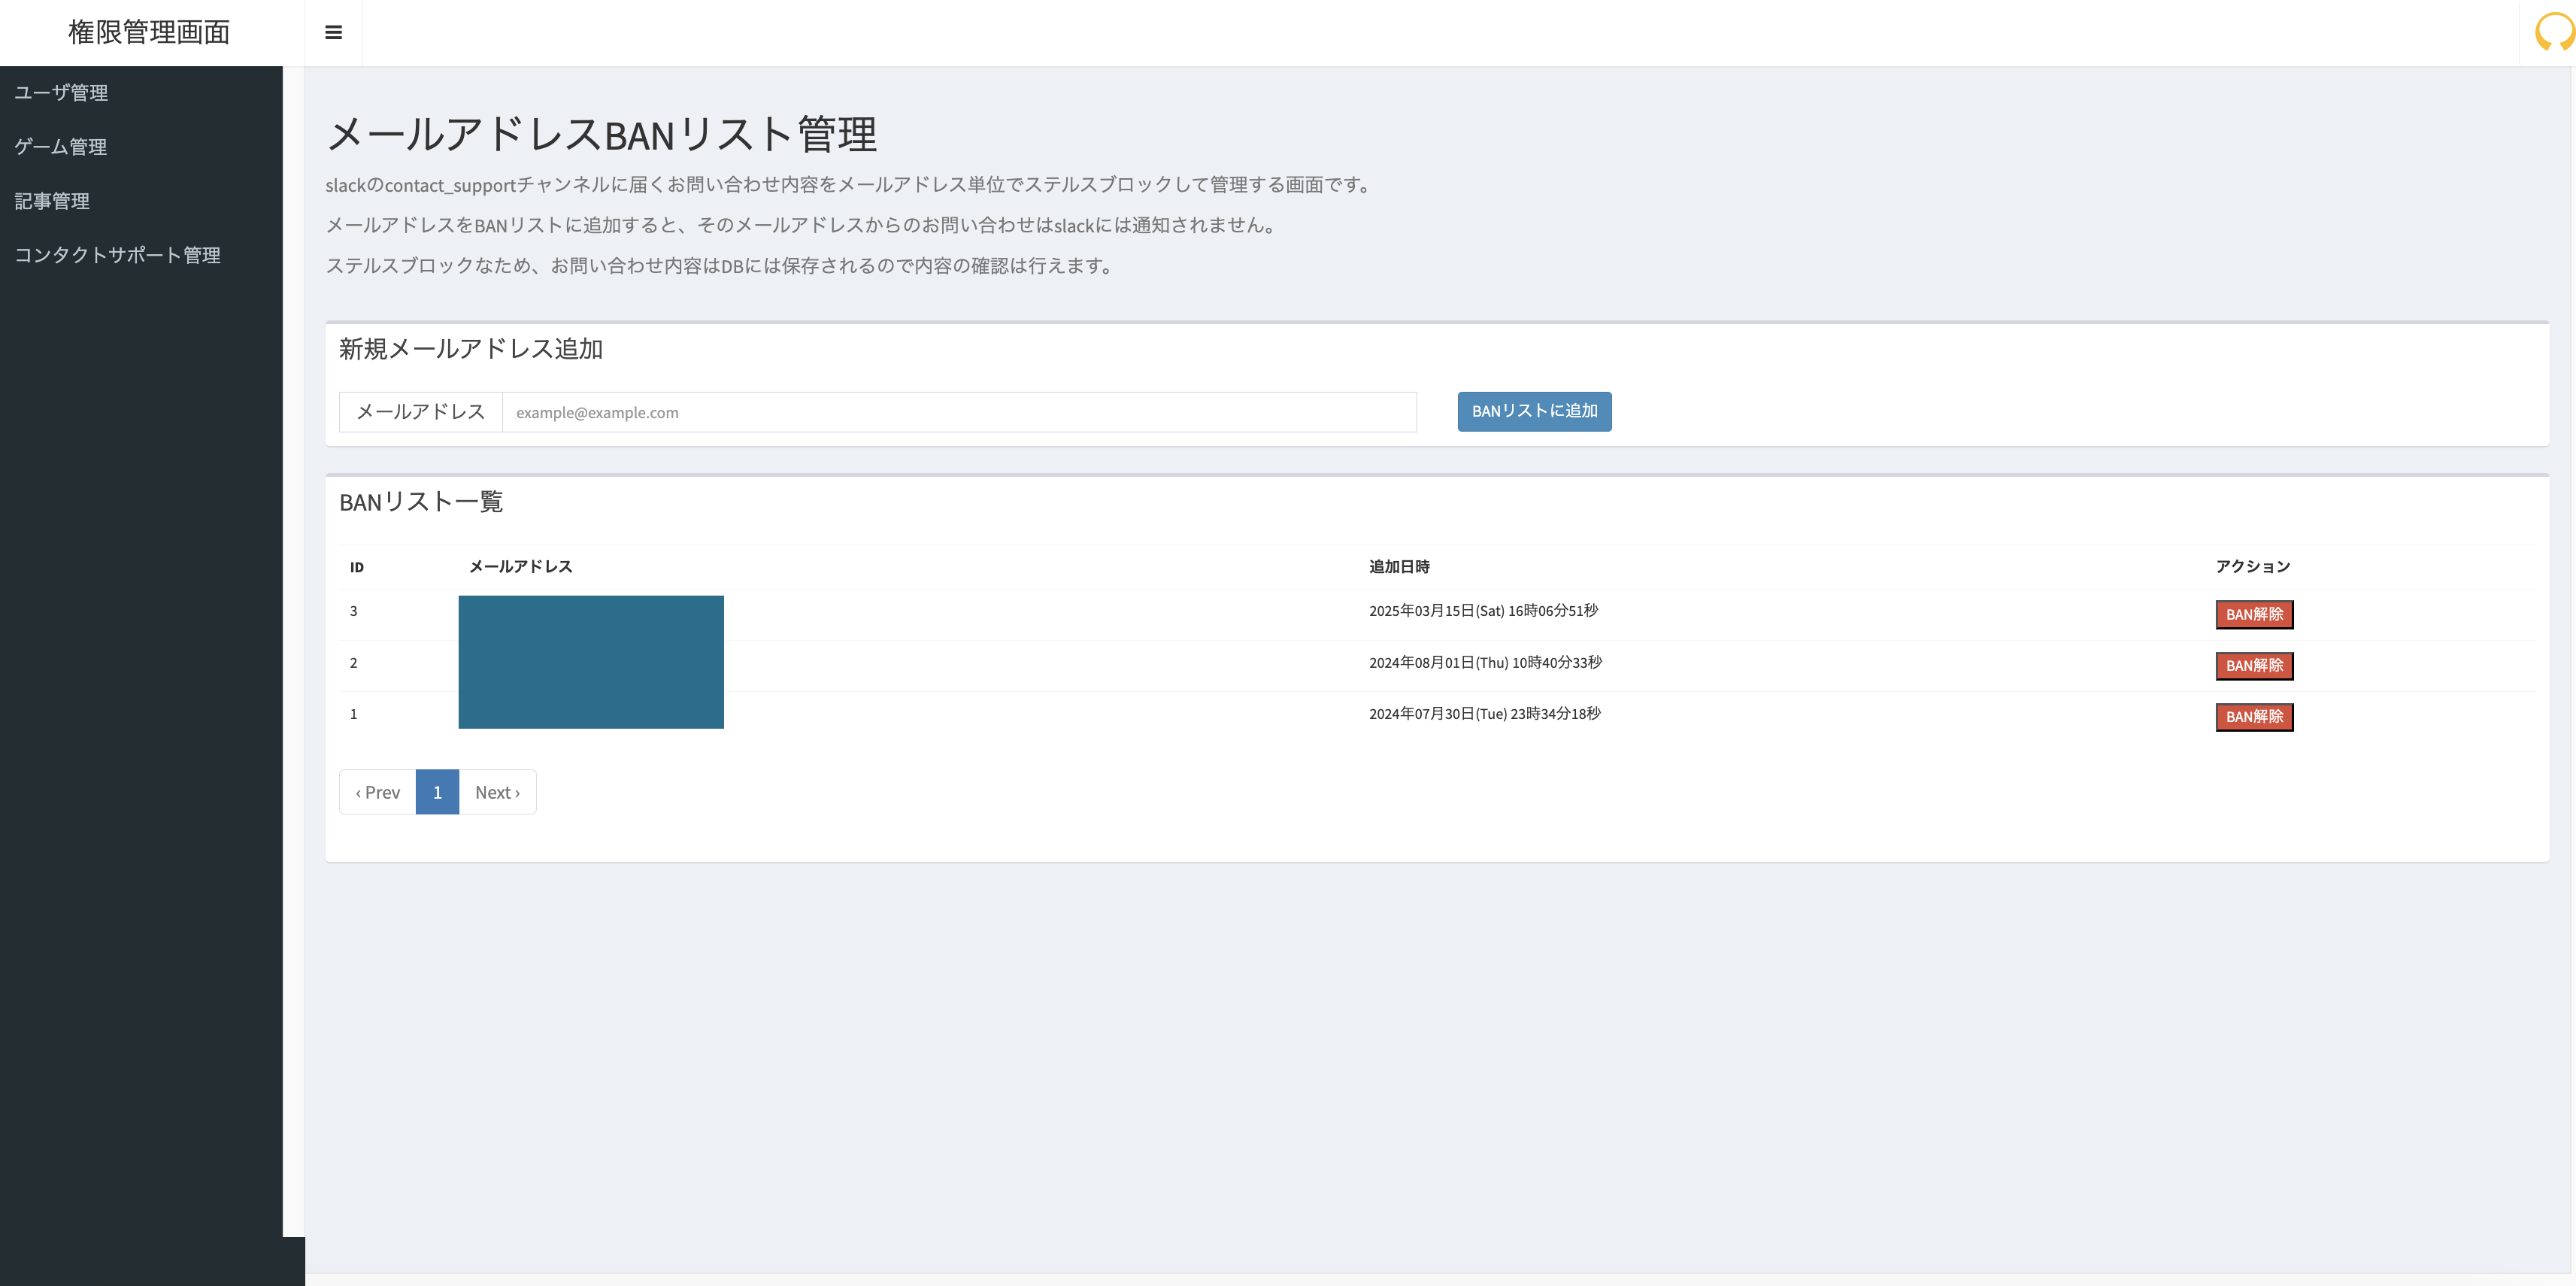 権限管理画面
ユーザ管理
ゲーム管理
記事管理
コンタクトサポート管理
メールアドレスBANリスト管理
slackのcontact_supportチャンネルに届くお問い合わせ内容をメールアドレス単位でステルスブロックして管理する画面です。
メールアドレスをBANリストに追加すると、そのメールアドレスからのお問い合わせはslackには通知されません。
ステルスブロックなため、お問い合わせ内容はDBには保存されるので内容の確認は行えます。
新規メールアドレス追加
メールアドレス example@example.com BANリストに追加
BANリスト一覧
ID メールアドレス 追加日時 アクション
3 2025年03月15日(Sat) 16時06分51秒 BAN解除
2 2024年08月01日(Thu) 10時40分33秒 BAN解除
1 2024年07月30日(Tue) 23時34分18秒 BAN解除
‹ Prev 1 Next ›